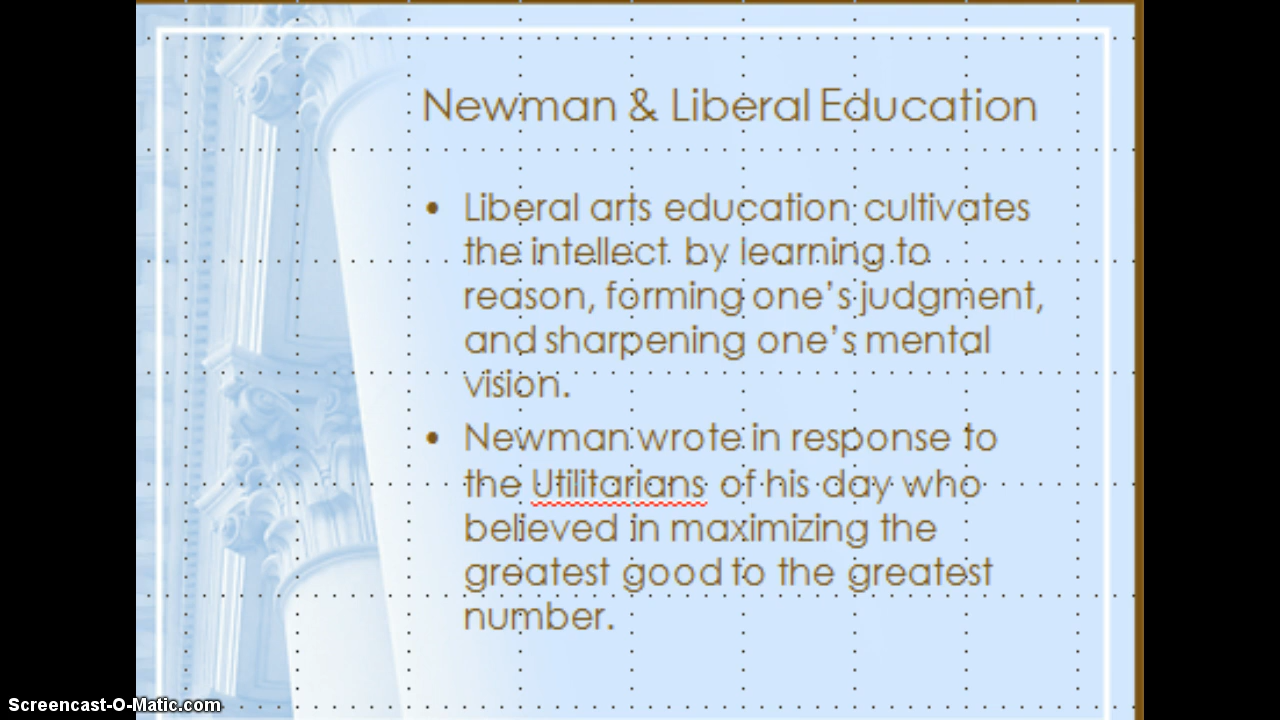 Newman & Liberal Education
• Liberal arts education cultivates
the intellect by learning to
reason, forming one's judgment,
and sharpening one's mental
vision.
• Newman wrote in response to
the Utilitarians of his day who
believed in maximizing the
greatest good to the greatest
number.
Screencast-O-Matic.com